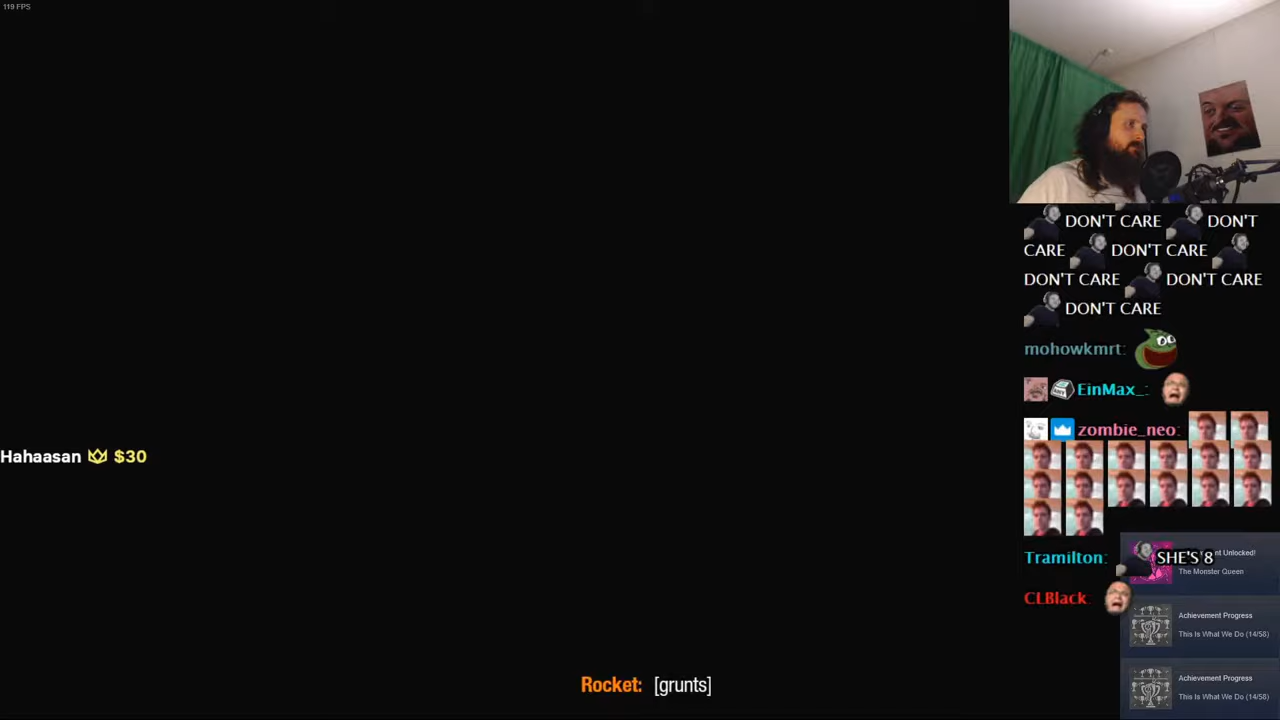 119 FPS
DON'T CARE DON'T
CARE DON'T CARE
DON'T CARE DON'T CARE
DON'T CARE
mohowkmrt:
EinMax_:
zombie_neo:
Hahaasan $30
Tramilton: SHE'S 8
nt Unlocked!
The Monster Queen
CLBlack:
Achievement Progress
This Is What We Do (14/58)
Achievement Progress
This Is What We Do (14/58)
Rocket: [grunts]